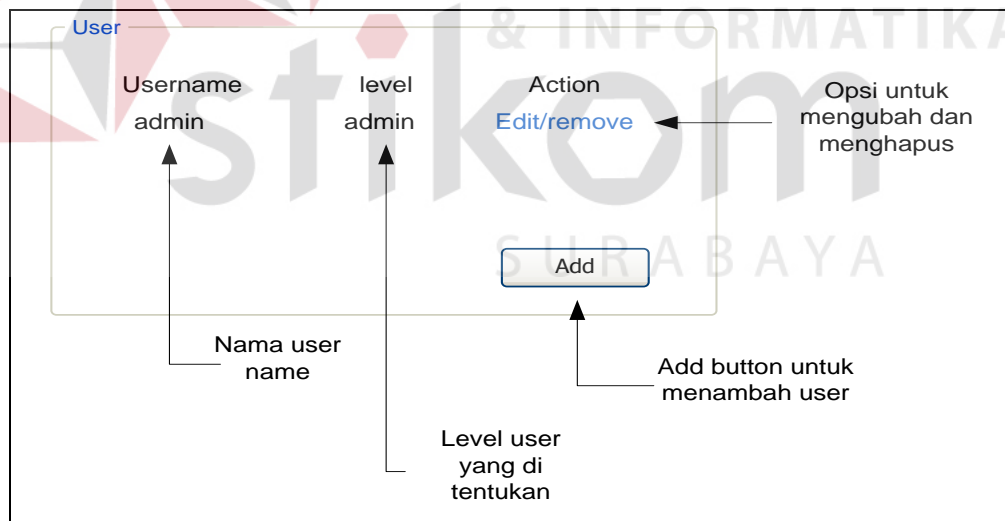 & INFORMATIKA
stikom
SURABAYA
User
Username level Action
admin admin Edit/remove
Opsi untuk
mengubah dan
menghapus
Add
Nama user
name
Add button untuk
menambah user
Level user
yang di
tentukan